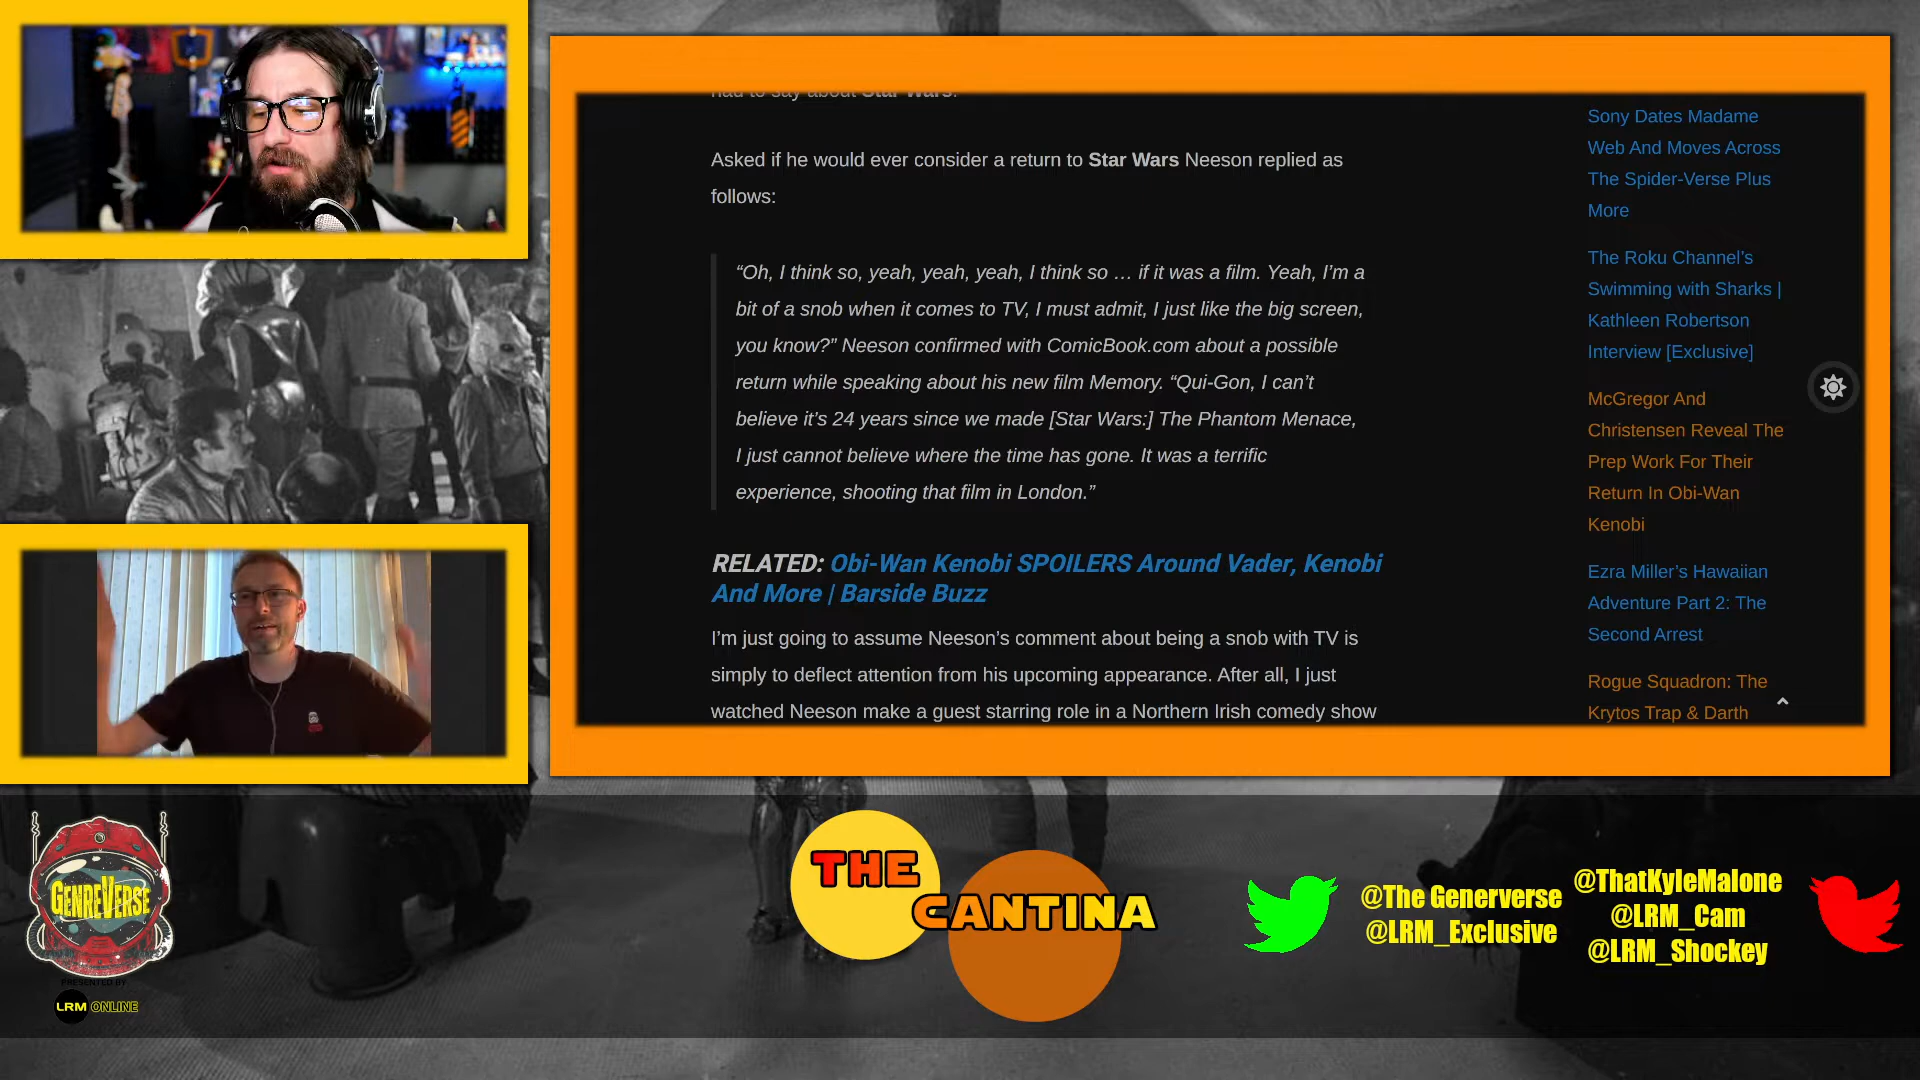 had to say about Star Wars.
Asked if he would ever consider a return to Star Wars Neeson replied as
follows:
“Oh, I think so, yeah, yeah, yeah, I think so … if it was a film. Yeah, I’m a
bit of a snob when it comes to TV, I must admit, I just like the big screen,
you know?” Neeson confirmed with ComicBook.com about a possible
return while speaking about his new film Memory. “Qui-Gon, I can’t
believe it’s 24 years since we made [Star Wars:] The Phantom Menace,
I just cannot believe where the time has gone. It was a terrific
experience, shooting that film in London.”
RELATED: Obi-Wan Kenobi SPOILERS Around Vader, Kenobi
And More | Barside Buzz
I’m just going to assume Neeson’s comment about being a snob with TV is
simply to deflect attention from his upcoming appearance. After all, I just
watched Neeson make a guest starring role in a Northern Irish comedy show
Sony Dates Madame
Web And Moves Across
The Spider-Verse Plus
More
The Roku Channel’s
Swimming with Sharks |
Kathleen Robertson
Interview [Exclusive]
McGregor And
Christensen Reveal The
Prep Work For Their
Return In Obi-Wan
Kenobi
Ezra Miller’s Hawaiian
Adventure Part 2: The
Second Arrest
Rogue Squadron: The
Krytos Trap & Darth
GENREVERSE
PRESENTED BY
LRM ONLINE
THE
CANTINA
@The Generverse
@LRM_Exclusive
@ThatKyleMalone
@LRM_Cam
@LRM_Shockey